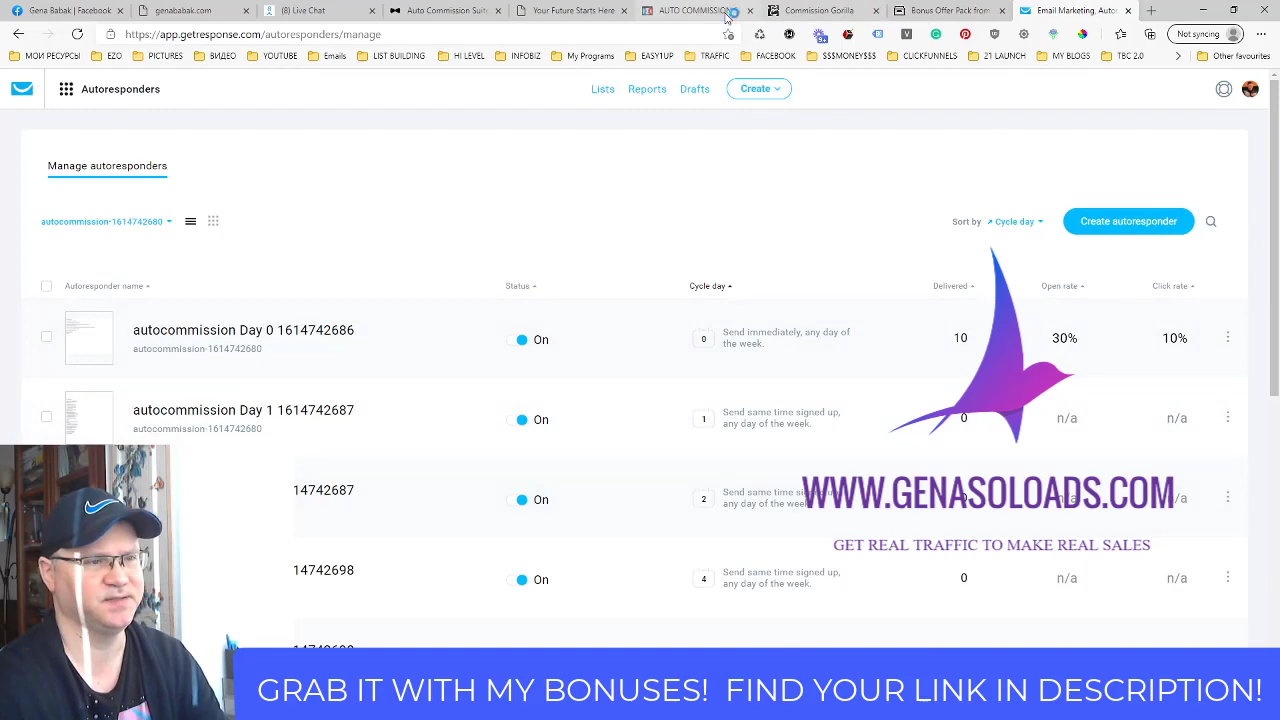 Gena Babak | Facebook
genababak.com
(8) Live Chat
Auto Commission Suit
Your Future Starts Here
AUTO COMMISSION
Commission Gorilla
Bonus Offer Pack from
Email Marketing, Auto
https://app.getresponse.com/autoresponders/manage
Not syncing
МОИ РЕСУРСЫ
EZO
PICTURES
ВИДЕО
YOUTUBE
Emails
LIST BUILDING
HI LEVEL
INFOBIZ
My Programs
EASY1UP
TRAFFIC
FACEBOOK
$$$MONEY$$$
CLICKFUNNELS
21 LAUNCH
MY BLOGS
TBC 2.0
Other favourites
Autoresponders
Lists
Reports
Drafts
Create
Manage autoresponders
autocommission-1614742680
Sort by
Cycle day
Create autoresponder
Autoresponder name
Status
Cycle day
Delivered
Open rate
Click rate
autocommission Day 0 1614742686
autocommission-1614742680
On
0
Send immediately, any day of
the week.
10
30%
10%
autocommission Day 1 1614742687
autocommission-1614742680
On
1
Send same time signed up,
any day of the week.
0
n/a
n/a
14742687
On
2
Send same time signed up,
any day of the week.
0
n/a
n/a
WWW.GENASOLOADS.COM
GET REAL TRAFFIC TO MAKE REAL SALES
14742698
On
4
Send same time signed up,
any day of the week.
0
n/a
n/a
GRAB IT WITH MY BONUSES! FIND YOUR LINK IN DESCRIPTION!